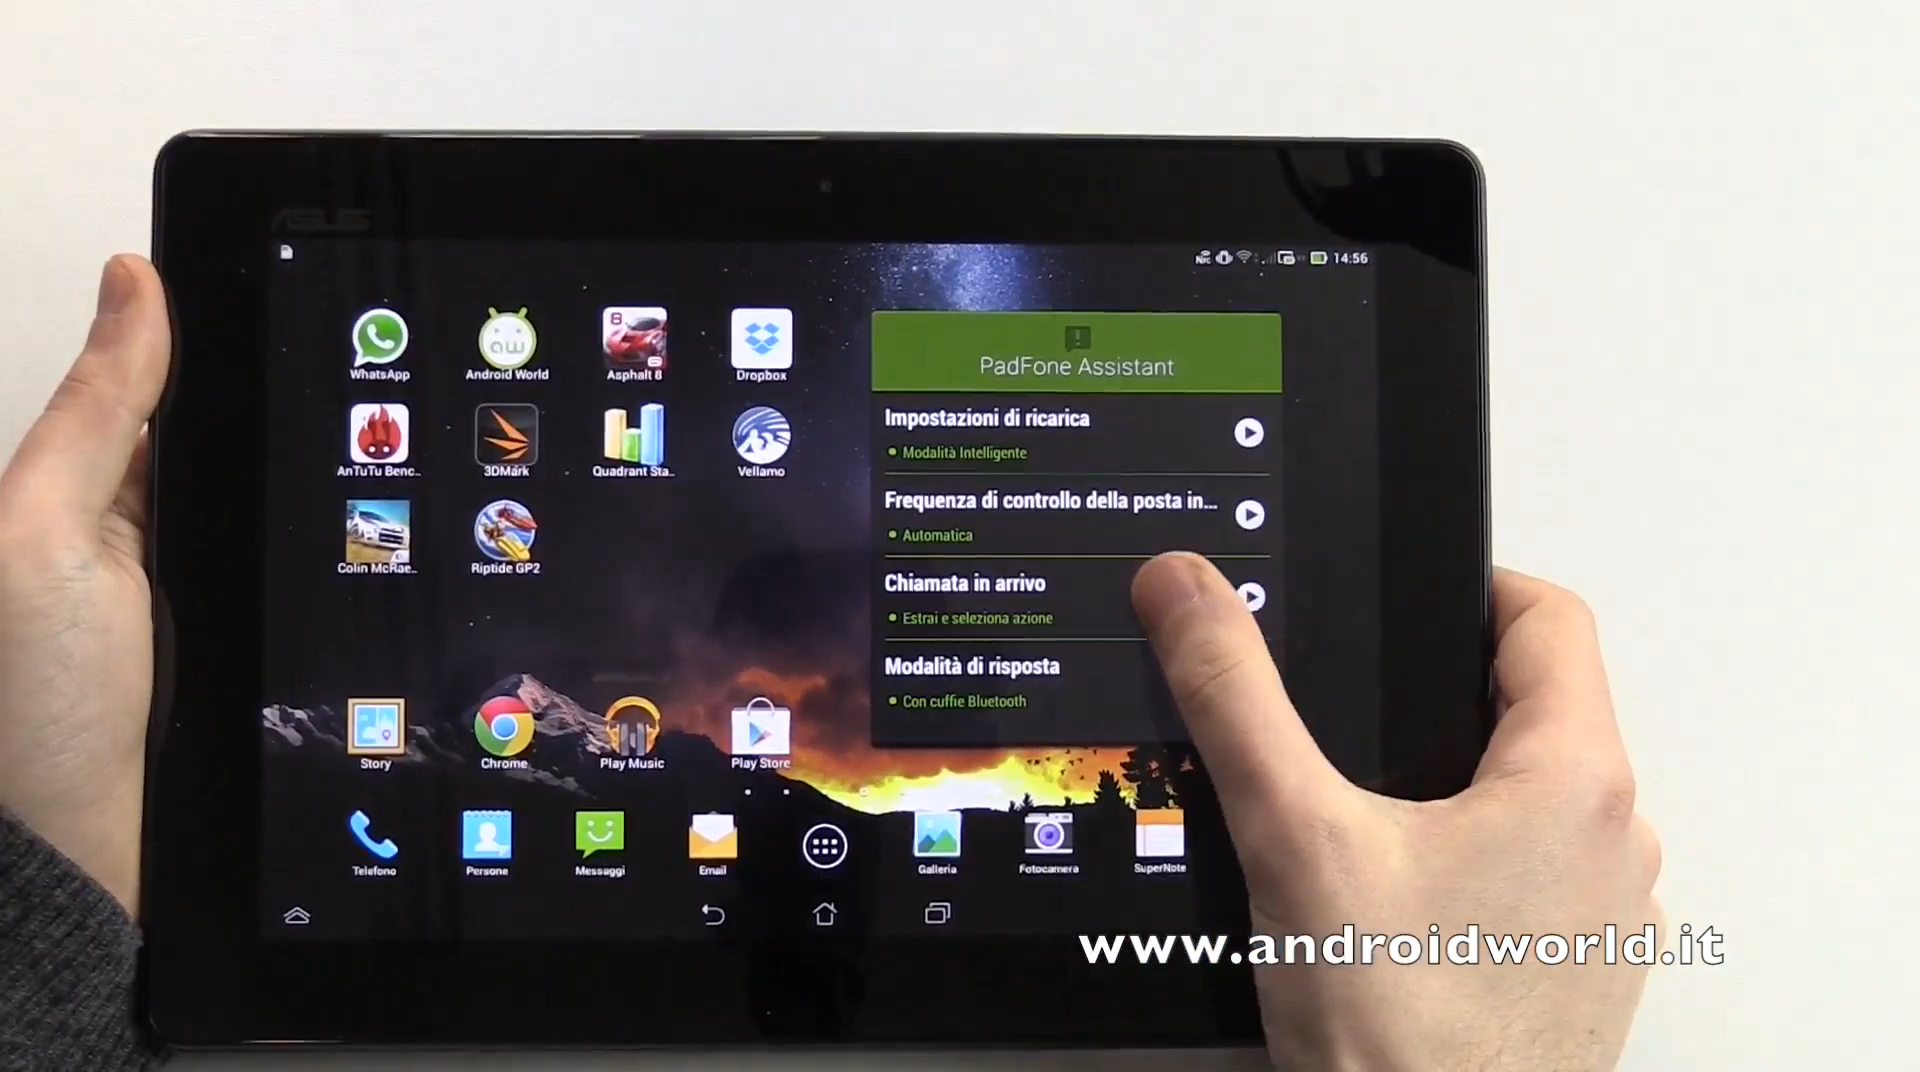 ASUS
NFC
14:56
WhatsApp
Android World
Asphalt 8
Dropbox
AnTuTu Benc..
3DMark
Quadrant Sta..
Vellamo
Colin McRae..
Riptide GP2
PadFone Assistant
Impostazioni di ricarica
Modalità Intelligente
Frequenza di controllo della posta in...
Automatica
Chiamata in arrivo
Estrai e seleziona azione
Modalità di risposta
Con cuffie Bluetooth
Story
Chrome
Play Music
Play Store
Telefono
Persone
Messaggi
Email
Galleria
Fotocamera
SuperNote
www.androidworld.it